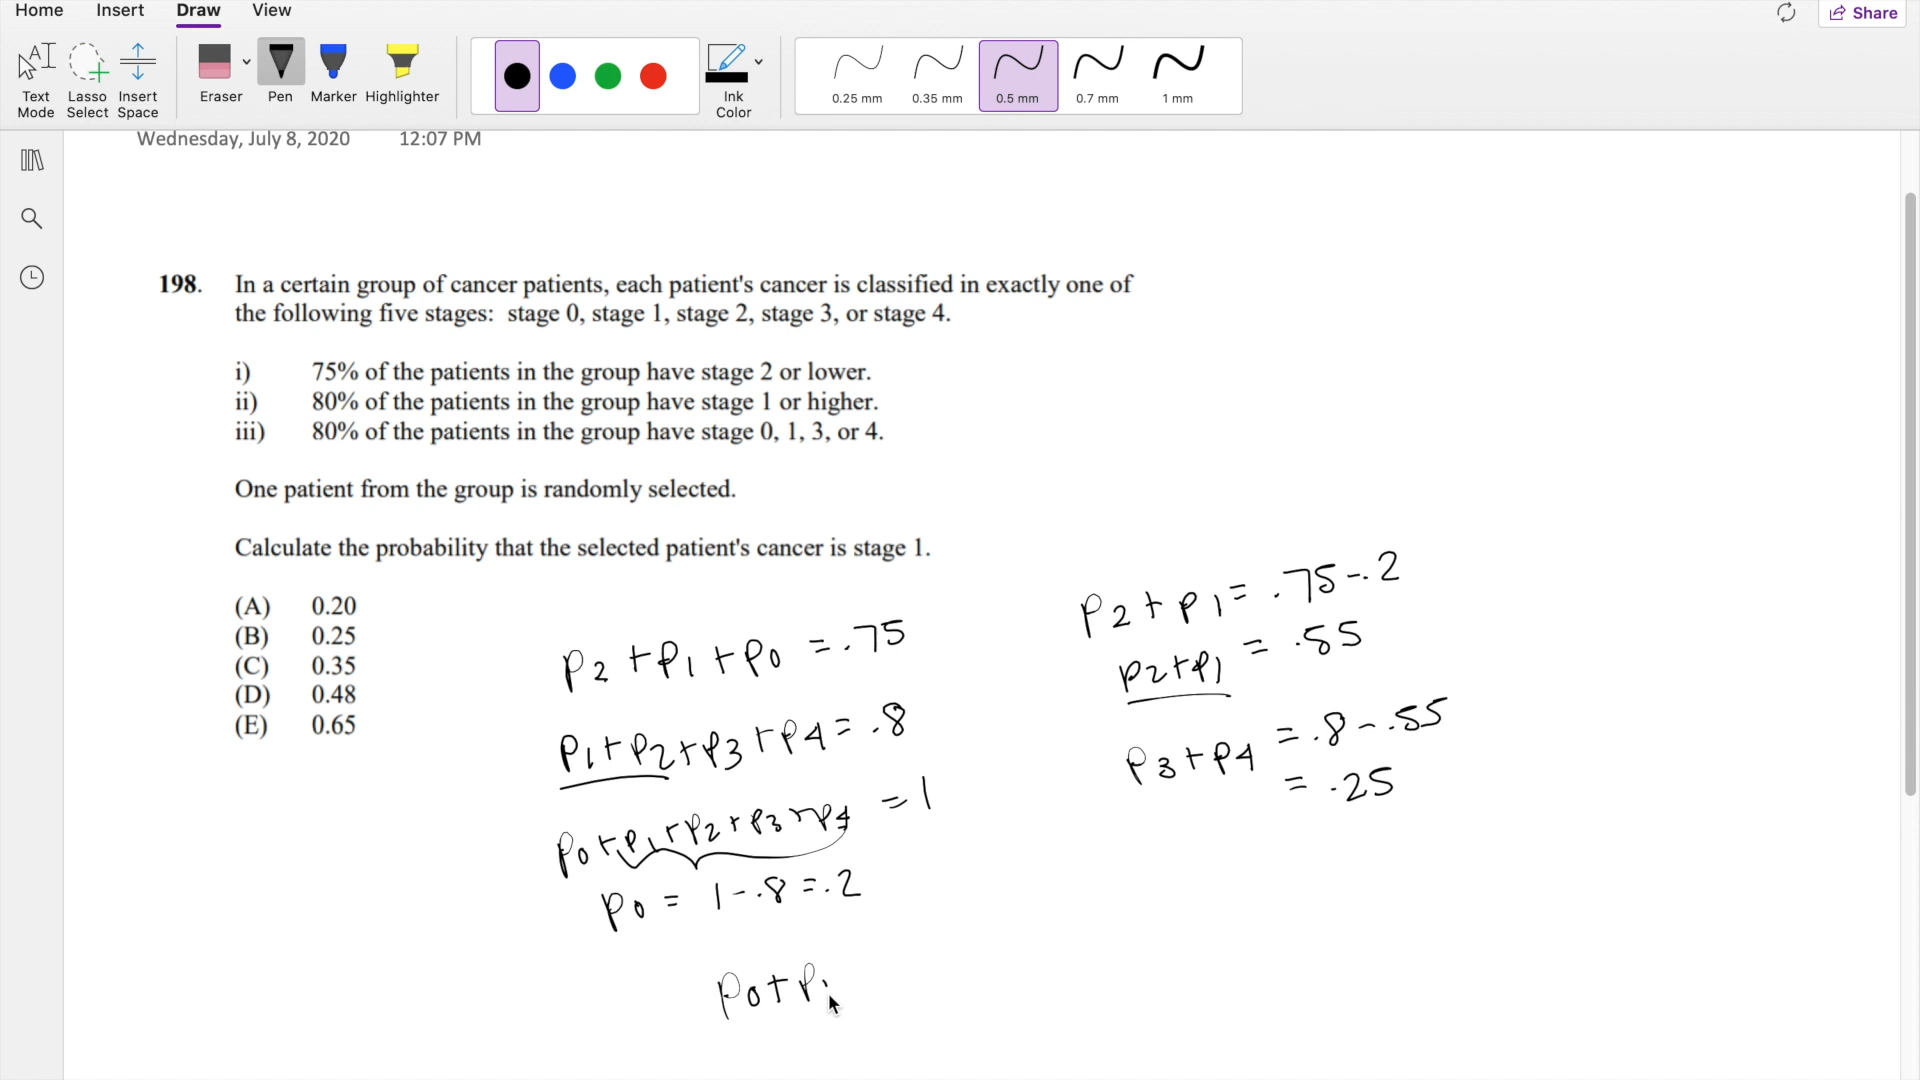 Home Insert Draw View
Share
Text Mode
Lasso Select
Insert Space
Eraser
Pen
Marker
Highlighter
Ink Color
0.25 mm
0.35 mm
0.5 mm
0.7 mm
1 mm
Wednesday, July 8, 2020 12:07 PM
198. In a certain group of cancer patients, each patient's cancer is classified in exactly one of
the following five stages: stage 0, stage 1, stage 2, stage 3, or stage 4.
i) 75% of the patients in the group have stage 2 or lower.
ii) 80% of the patients in the group have stage 1 or higher.
iii) 80% of the patients in the group have stage 0, 1, 3, or 4.
One patient from the group is randomly selected.
Calculate the probability that the selected patient's cancer is stage 1.
(A) 0.20
(B) 0.25
(C) 0.35
(D) 0.48
(E) 0.65
P2 + P1 + P0 = .75
P1 + P2 + P3 + P4 = .8
P0 + P1 + P2 + P3 + P4 = 1
P0 = 1 - .8 = .2
P0 + P
P2 + P1 = .75 - .2
P2 + P1 = .55
P3 + P4 = .8 - .55
= .25